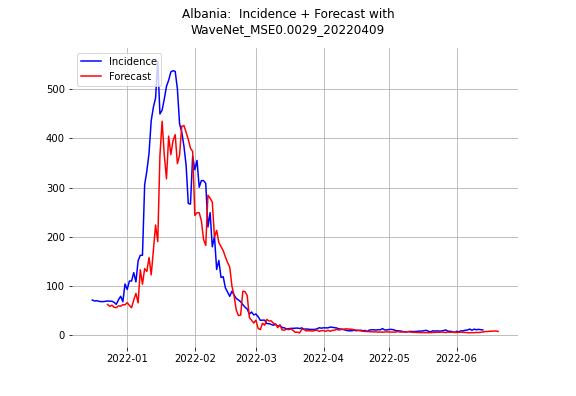 Albania:  Incidence + Forecast with
WaveNet_MSE0.0029_20220409
Incidence
Forecast
500
400
300
200
100
0
2022-01 2022-02 2022-03 2022-04 2022-05 2022-06